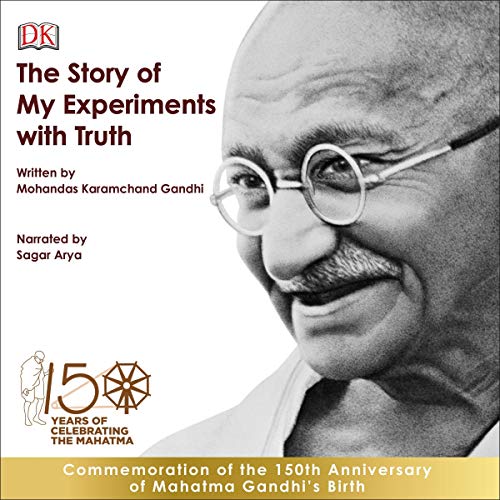 DK
The Story of
My Experiments
with Truth
Written by
Mohandas Karamchand Gandhi
Narrated by
Sagar Arya
150
YEARS OF
CELEBRATING
THE MAHATMA
Commemoration of the 150th Anniversary
of Mahatma Gandhi's Birth